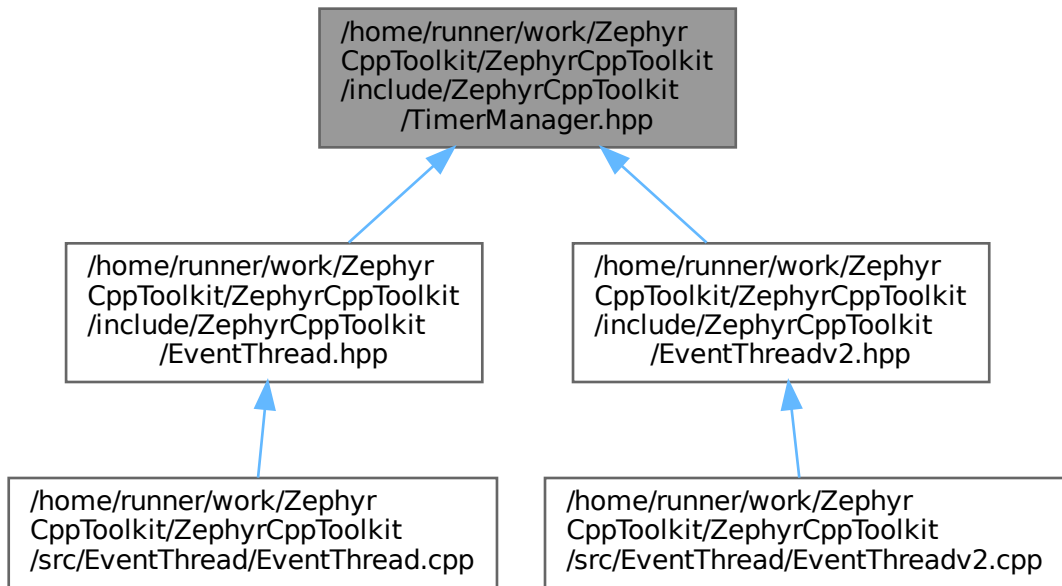 /home/runner/work/Zephyr
CppToolkit/ZephyrCppToolkit
/include/ZephyrCppToolkit
/TimerManager.hpp
/home/runner/work/Zephyr
CppToolkit/ZephyrCppToolkit
/include/ZephyrCppToolkit
/EventThread.hpp
/home/runner/work/Zephyr
CppToolkit/ZephyrCppToolkit
/include/ZephyrCppToolkit
/EventThreadv2.hpp
/home/runner/work/Zephyr
CppToolkit/ZephyrCppToolkit
/src/EventThread/EventThread.cpp
/home/runner/work/Zephyr
CppToolkit/ZephyrCppToolkit
/src/EventThread/EventThreadv2.cpp